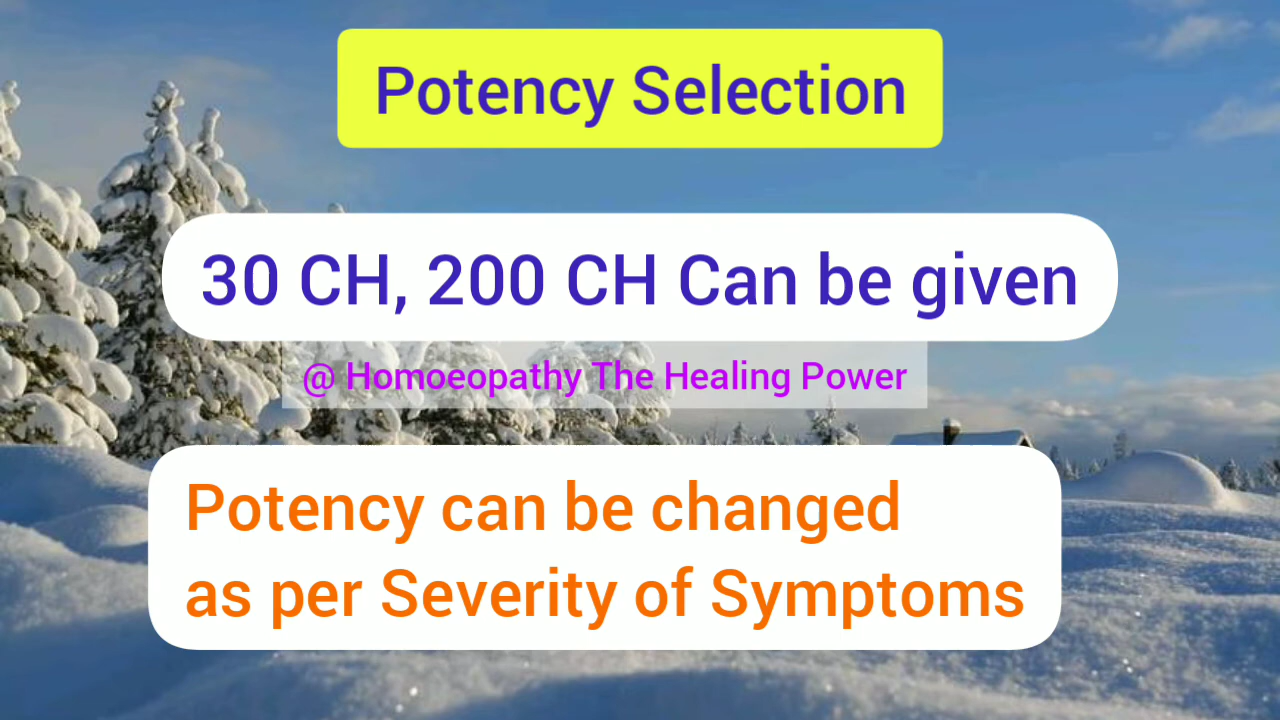 Potency Selection
30 CH, 200 CH Can be given
@ Homoeopathy The Healing Power
Potency can be changed
as per Severity of Symptoms